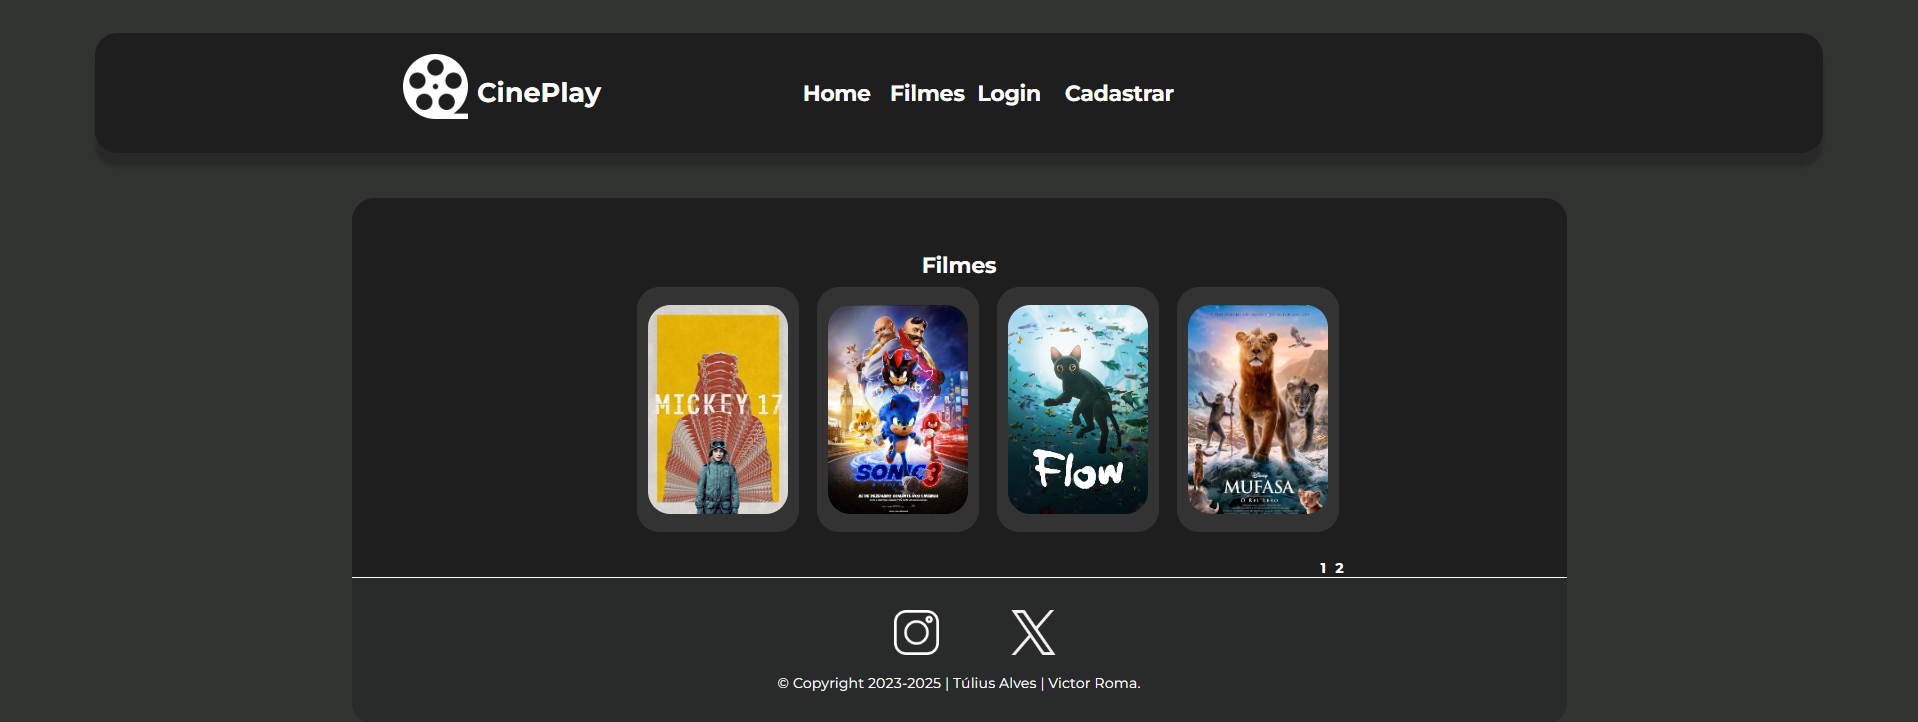 CinePlay
Home Filmes Login Cadastrar
Filmes
MICKEY 17
SONIC 3
Flow
Disney
MUFASA
O REI LEÃO
1 2
© Copyright 2023-2025 | Túlius Alves | Victor Roma.